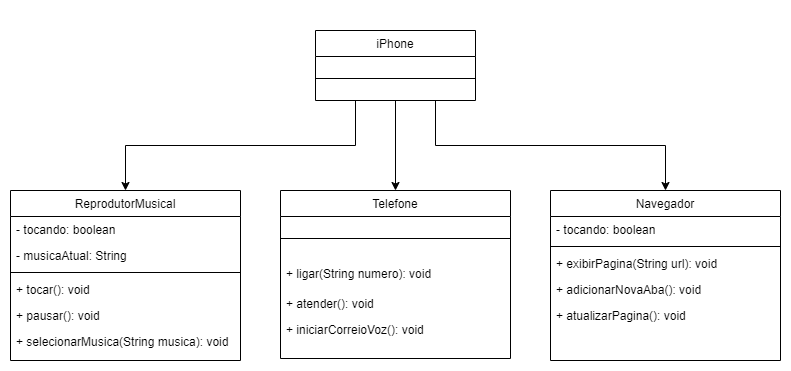 iPhone
ReprodutorMusical
- tocando: boolean
- musicaAtual: String
+ tocar(): void
+ pausar(): void
+ selecionarMusica(String musica): void
Telefone
+ ligar(String numero): void
+ atender(): void
+ iniciarCorreioVoz(): void
Navegador
- tocando: boolean
+ exibirPagina(String url): void
+ adicionarNovaAba(): void
+ atualizarPagina(): void